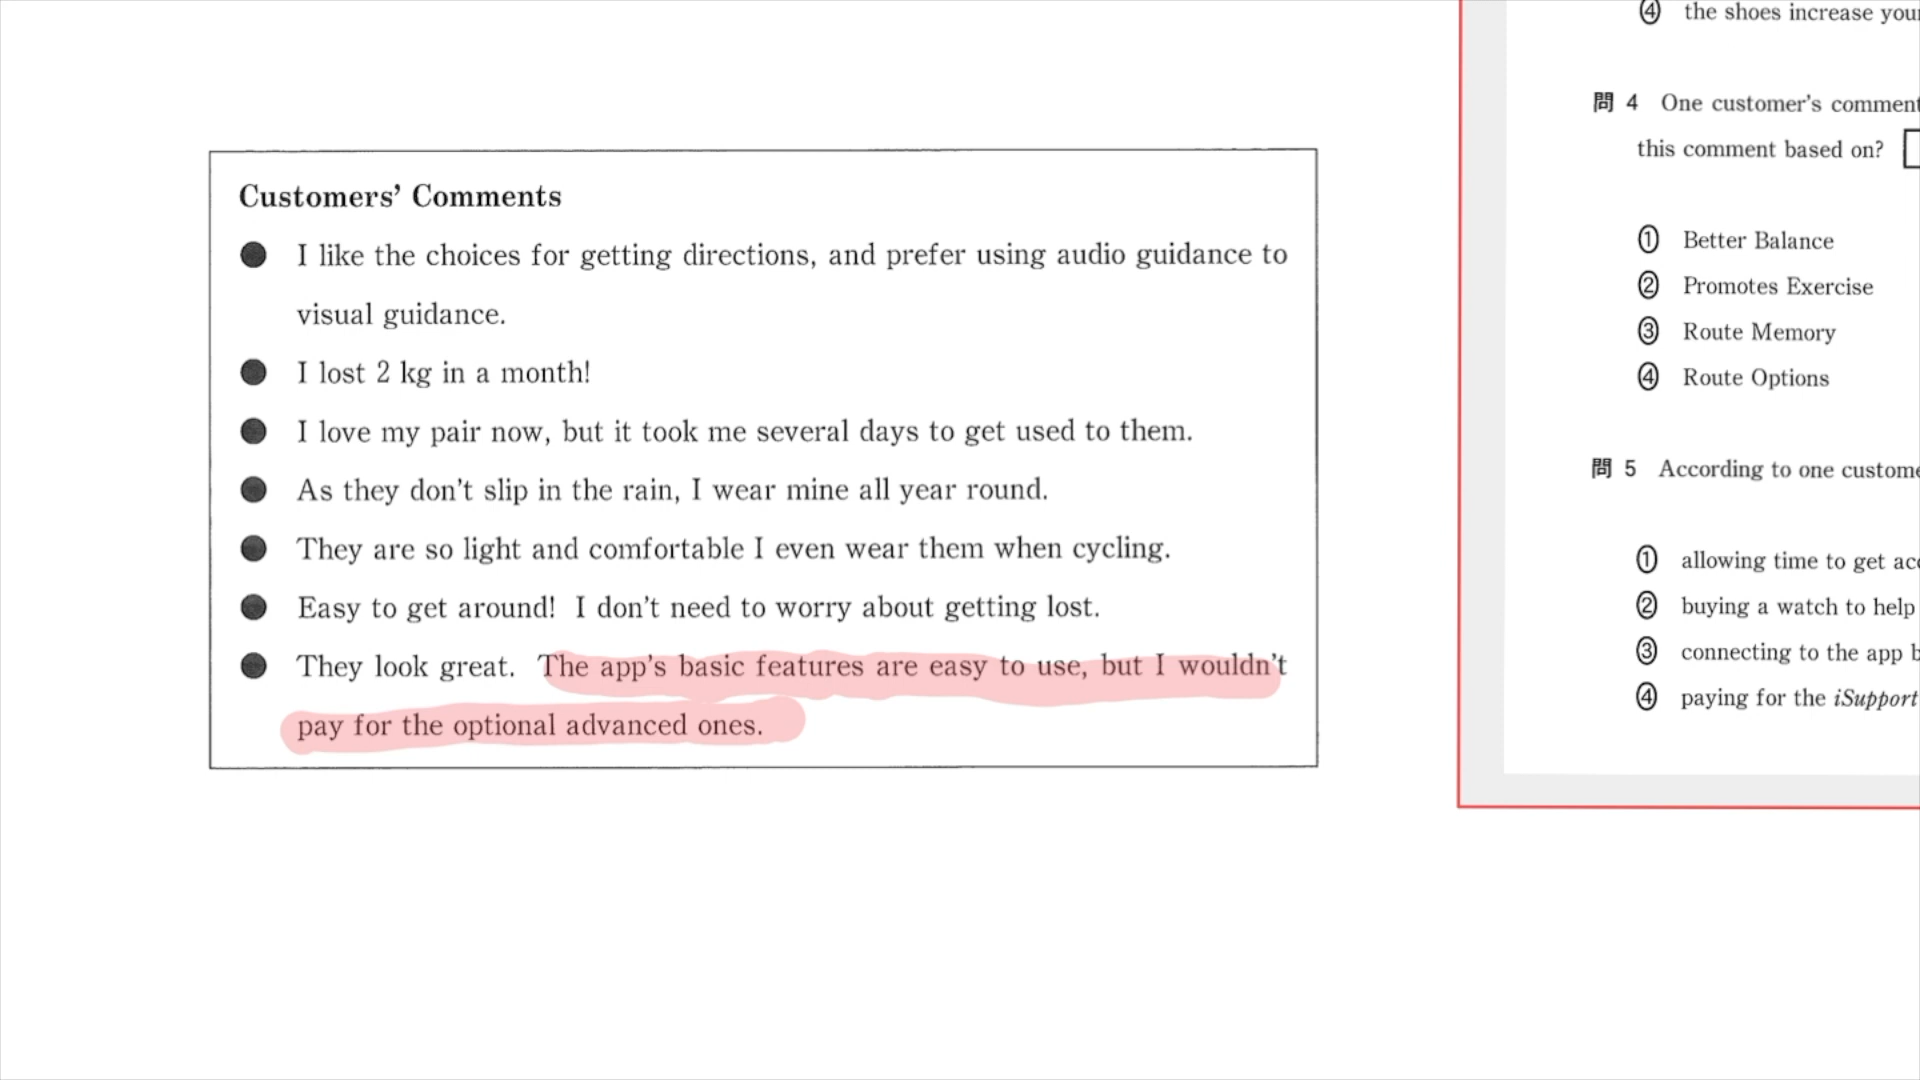 Customers' Comments
● I like the choices for getting directions, and prefer using audio guidance to
visual guidance.
● I lost 2 kg in a month!
● I love my pair now, but it took me several days to get used to them.
● As they don't slip in the rain, I wear mine all year round.
● They are so light and comfortable I even wear them when cycling.
● Easy to get around! I don't need to worry about getting lost.
● They look great. The app's basic features are easy to use, but I wouldn't
pay for the optional advanced ones.
④ the shoes increase
問 4 One customer's
this comment based on?
① Better Balance
② Promotes Exercise
③ Route Memory
④ Route Options
問 5 According to one
① allowing time to get
② buying a watch to help
③ connecting to the app
④ paying for the iSupport